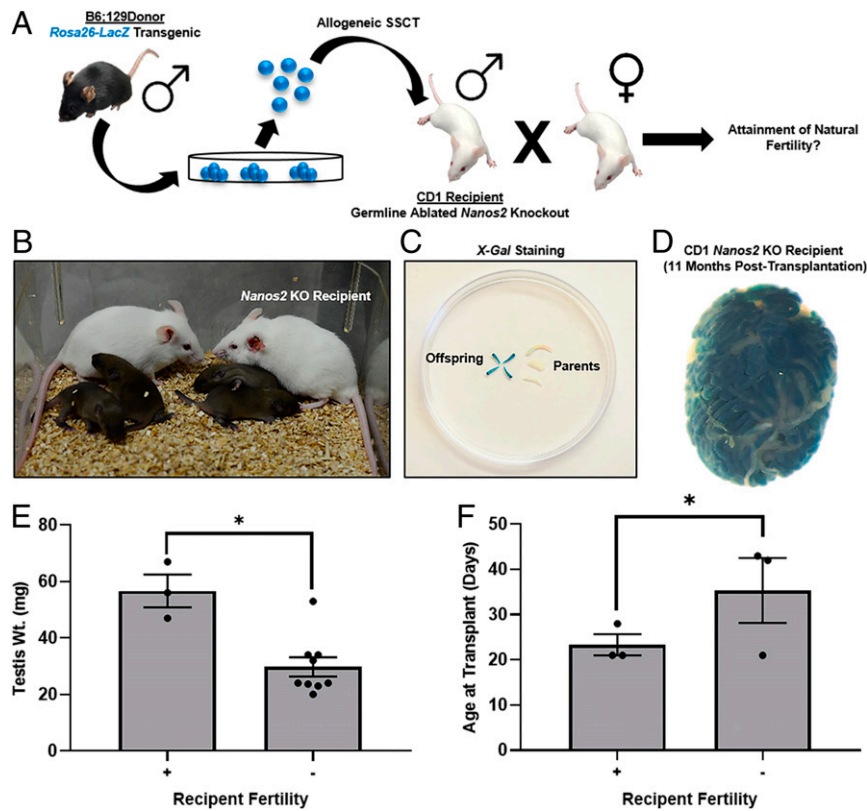 A
B6;129Donor
Rosa26-LacZ Transgenic
Allogeneic SSCT
X
Attainment of Natural
Fertility?
CD1 Recipient
Germline Ablated Nanos2 Knockout
B
Nanos2 KO Recipient
C
X-Gal Staining
Offspring
Parents
D
CD1 Nanos2 KO Recipient
(11 Months Post-Transplantation)
E
*
Testis Wt. (mg)
80
60
40
20
0
+
-
Recipent Fertility
F
*
Age at Transplant (Days)
50
40
30
20
10
0
+
-
Recipent Fertility